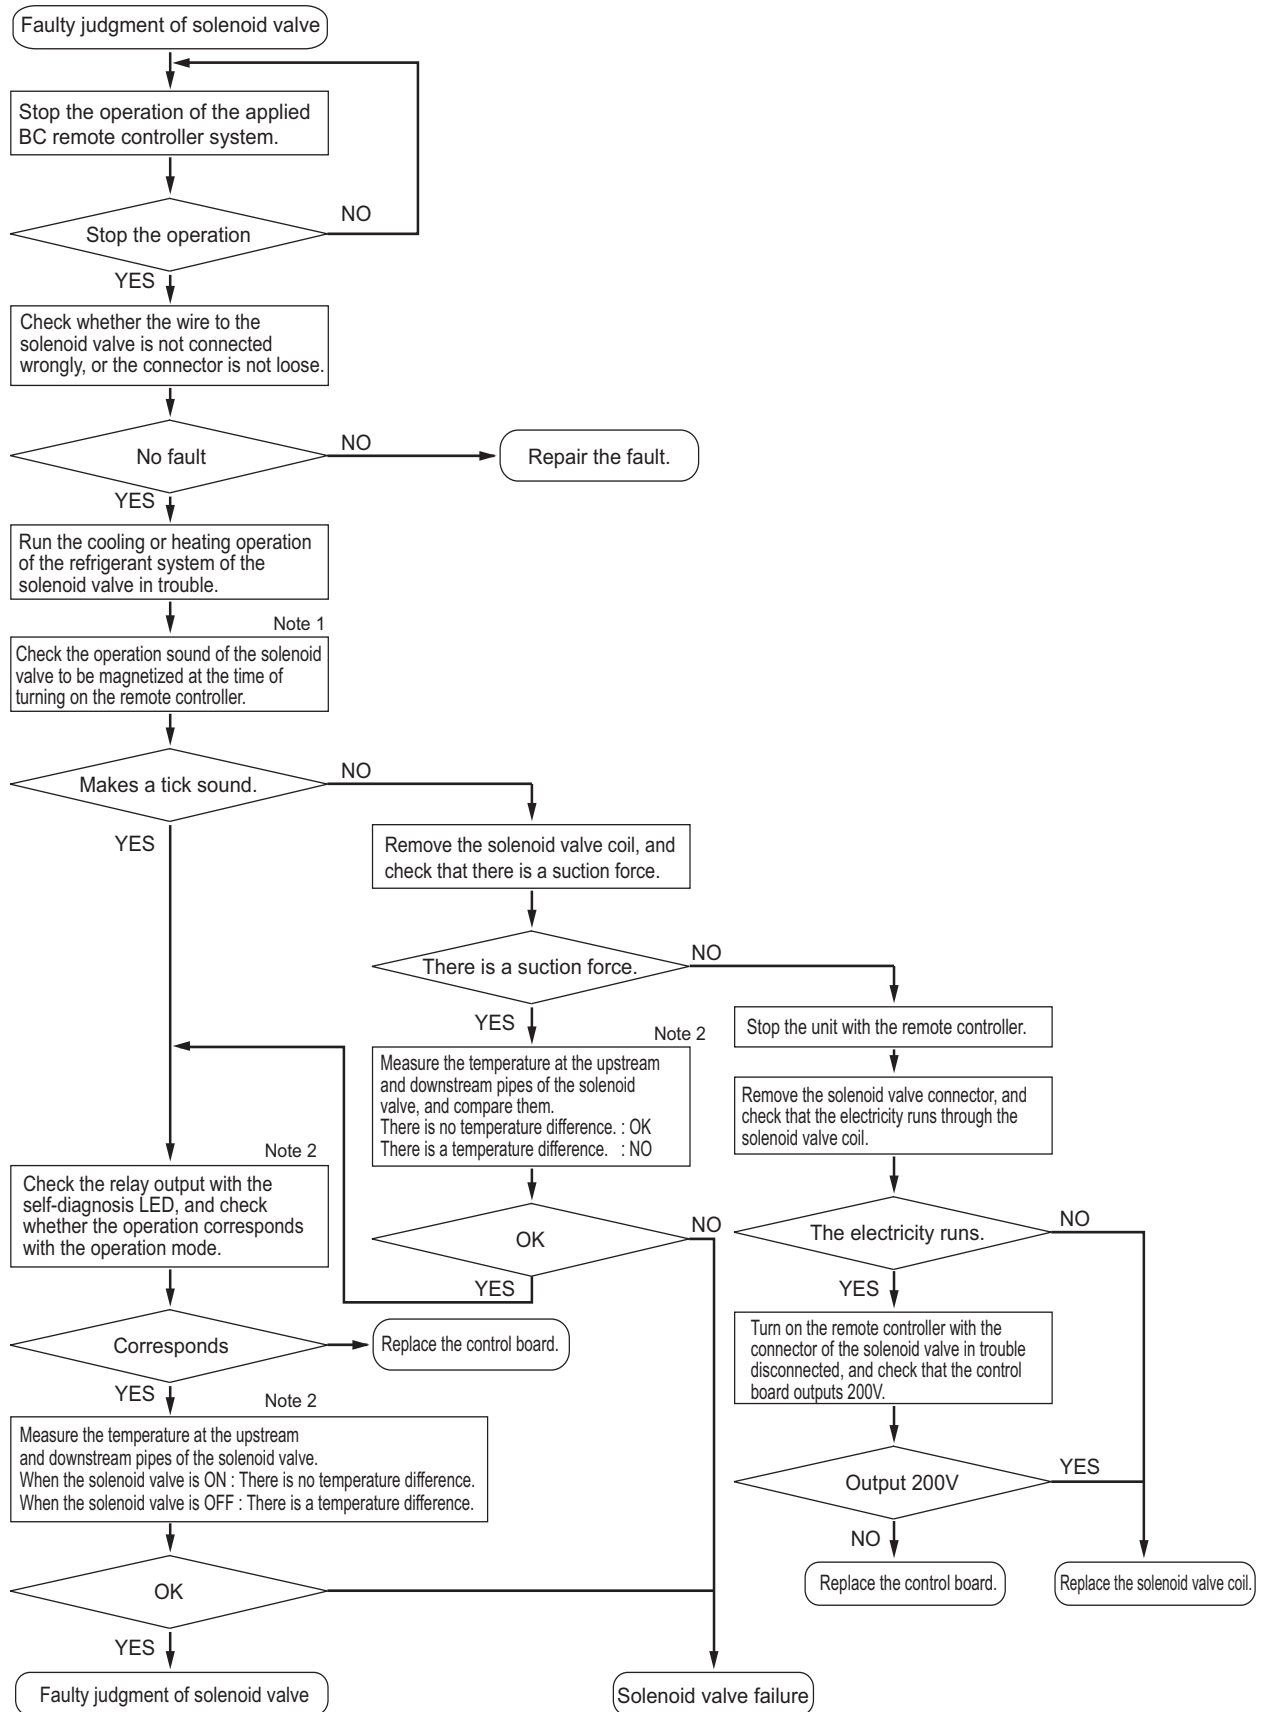 Faulty judgment of solenoid valve
Stop the operation of the applied
BC remote controller system.
NO
Stop the operation
YES
Check whether the wire to the
solenoid valve is not connected
wrongly, or the connector is not loose.
NO
No fault
Repair the fault.
YES
Run the cooling or heating operation
of the refrigerant system of the
solenoid valve in trouble.
Note 1
Check the operation sound of the solenoid
valve to be magnetized at the time of
turning on the remote controller.
NO
Makes a tick sound.
YES
Remove the solenoid valve coil, and
check that there is a suction force.
NO
There is a suction force.
YES
Note 2
Measure the temperature at the upstream
and downstream pipes of the solenoid
valve, and compare them.
There is no temperature difference. : OK
There is a temperature difference. : NO
Stop the unit with the remote controller.
Remove the solenoid valve connector, and
check that the electricity runs through the
solenoid valve coil.
Note 2
Check the relay output with the
self-diagnosis LED, and check
whether the operation corresponds
with the operation mode.
NO
OK
YES
NO
The electricity runs.
YES
Turn on the remote controller with the
connector of the solenoid valve in trouble
disconnected, and check that the control
board outputs 200V.
Corresponds
Replace the control board.
YES
Note 2
Measure the temperature at the upstream
and downstream pipes of the solenoid valve.
When the solenoid valve is ON : There is no temperature difference.
When the solenoid valve is OFF : There is a temperature difference.
YES
Output 200V
NO
Replace the control board.
Replace the solenoid valve coil.
OK
YES
Faulty judgment of solenoid valve
Solenoid valve failure